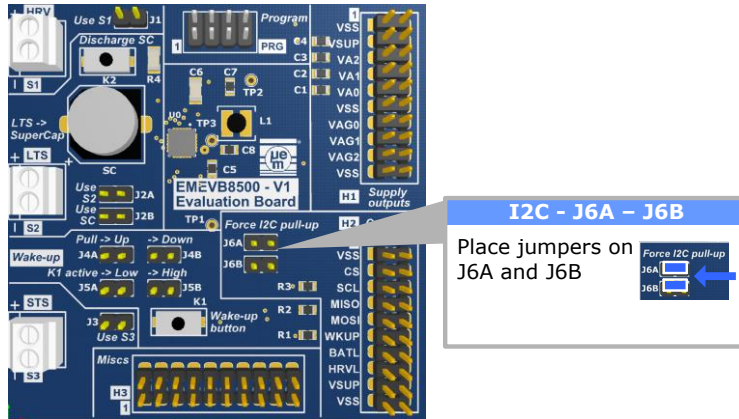 + HRV
Use S1
J1
- S1
Discharge SC
K2
R4
1
Program
PRG
C4
C3
C2
C1
1
VSS
VSUP
VA2
VA1
VA0
VSS
VAG0
VAG1
VAG2
VSS
H1
Supply
outputs
C6
C7
TP2
U0
TP3
L1
C8
C5
μe
m
LTS ->
SuperCap
+ LTS
+
SC
Use
S2
J2A
Use
SC
J2B
S2
EMEVB8500 - V1
Evaluation Board
TP1
Force I2C pull-up
J6A
J6B
R3
R2
R1
H2
1
VSS
CS
SCL
MISO
MOSI
WKUP
BATL
HRVL
VSUP
VSS
Wake-up
Pull -> Up
-> Down
J4A
J4B
K1 active -> Low
-> High
J5A
J5B
+ STS
J3
Use S3
- S3
K1
Wake-up
button
Miscs
H3
1
I2C - J6A – J6B
Place jumpers on
J6A and J6B
Force I2C pull-up
J6A
J6B